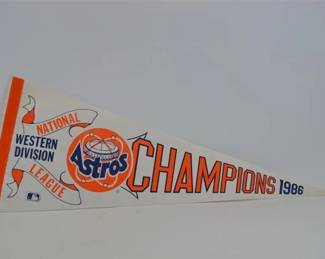 NATIONAL
WESTERN
DIVISION
LEAGUE
Astros
CHAMPIONS 1986